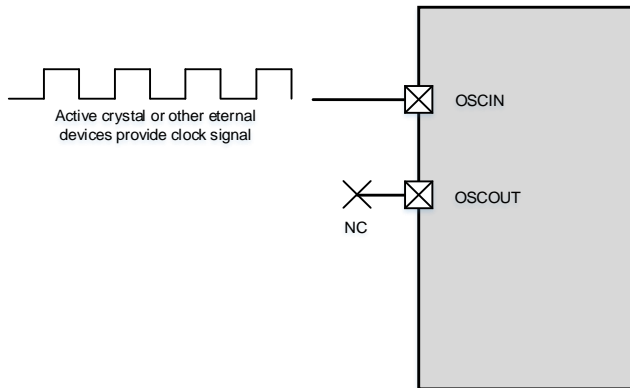 OSCIN
Active crystal or other eternal
devices provide clock signal
OSCOUT
NC